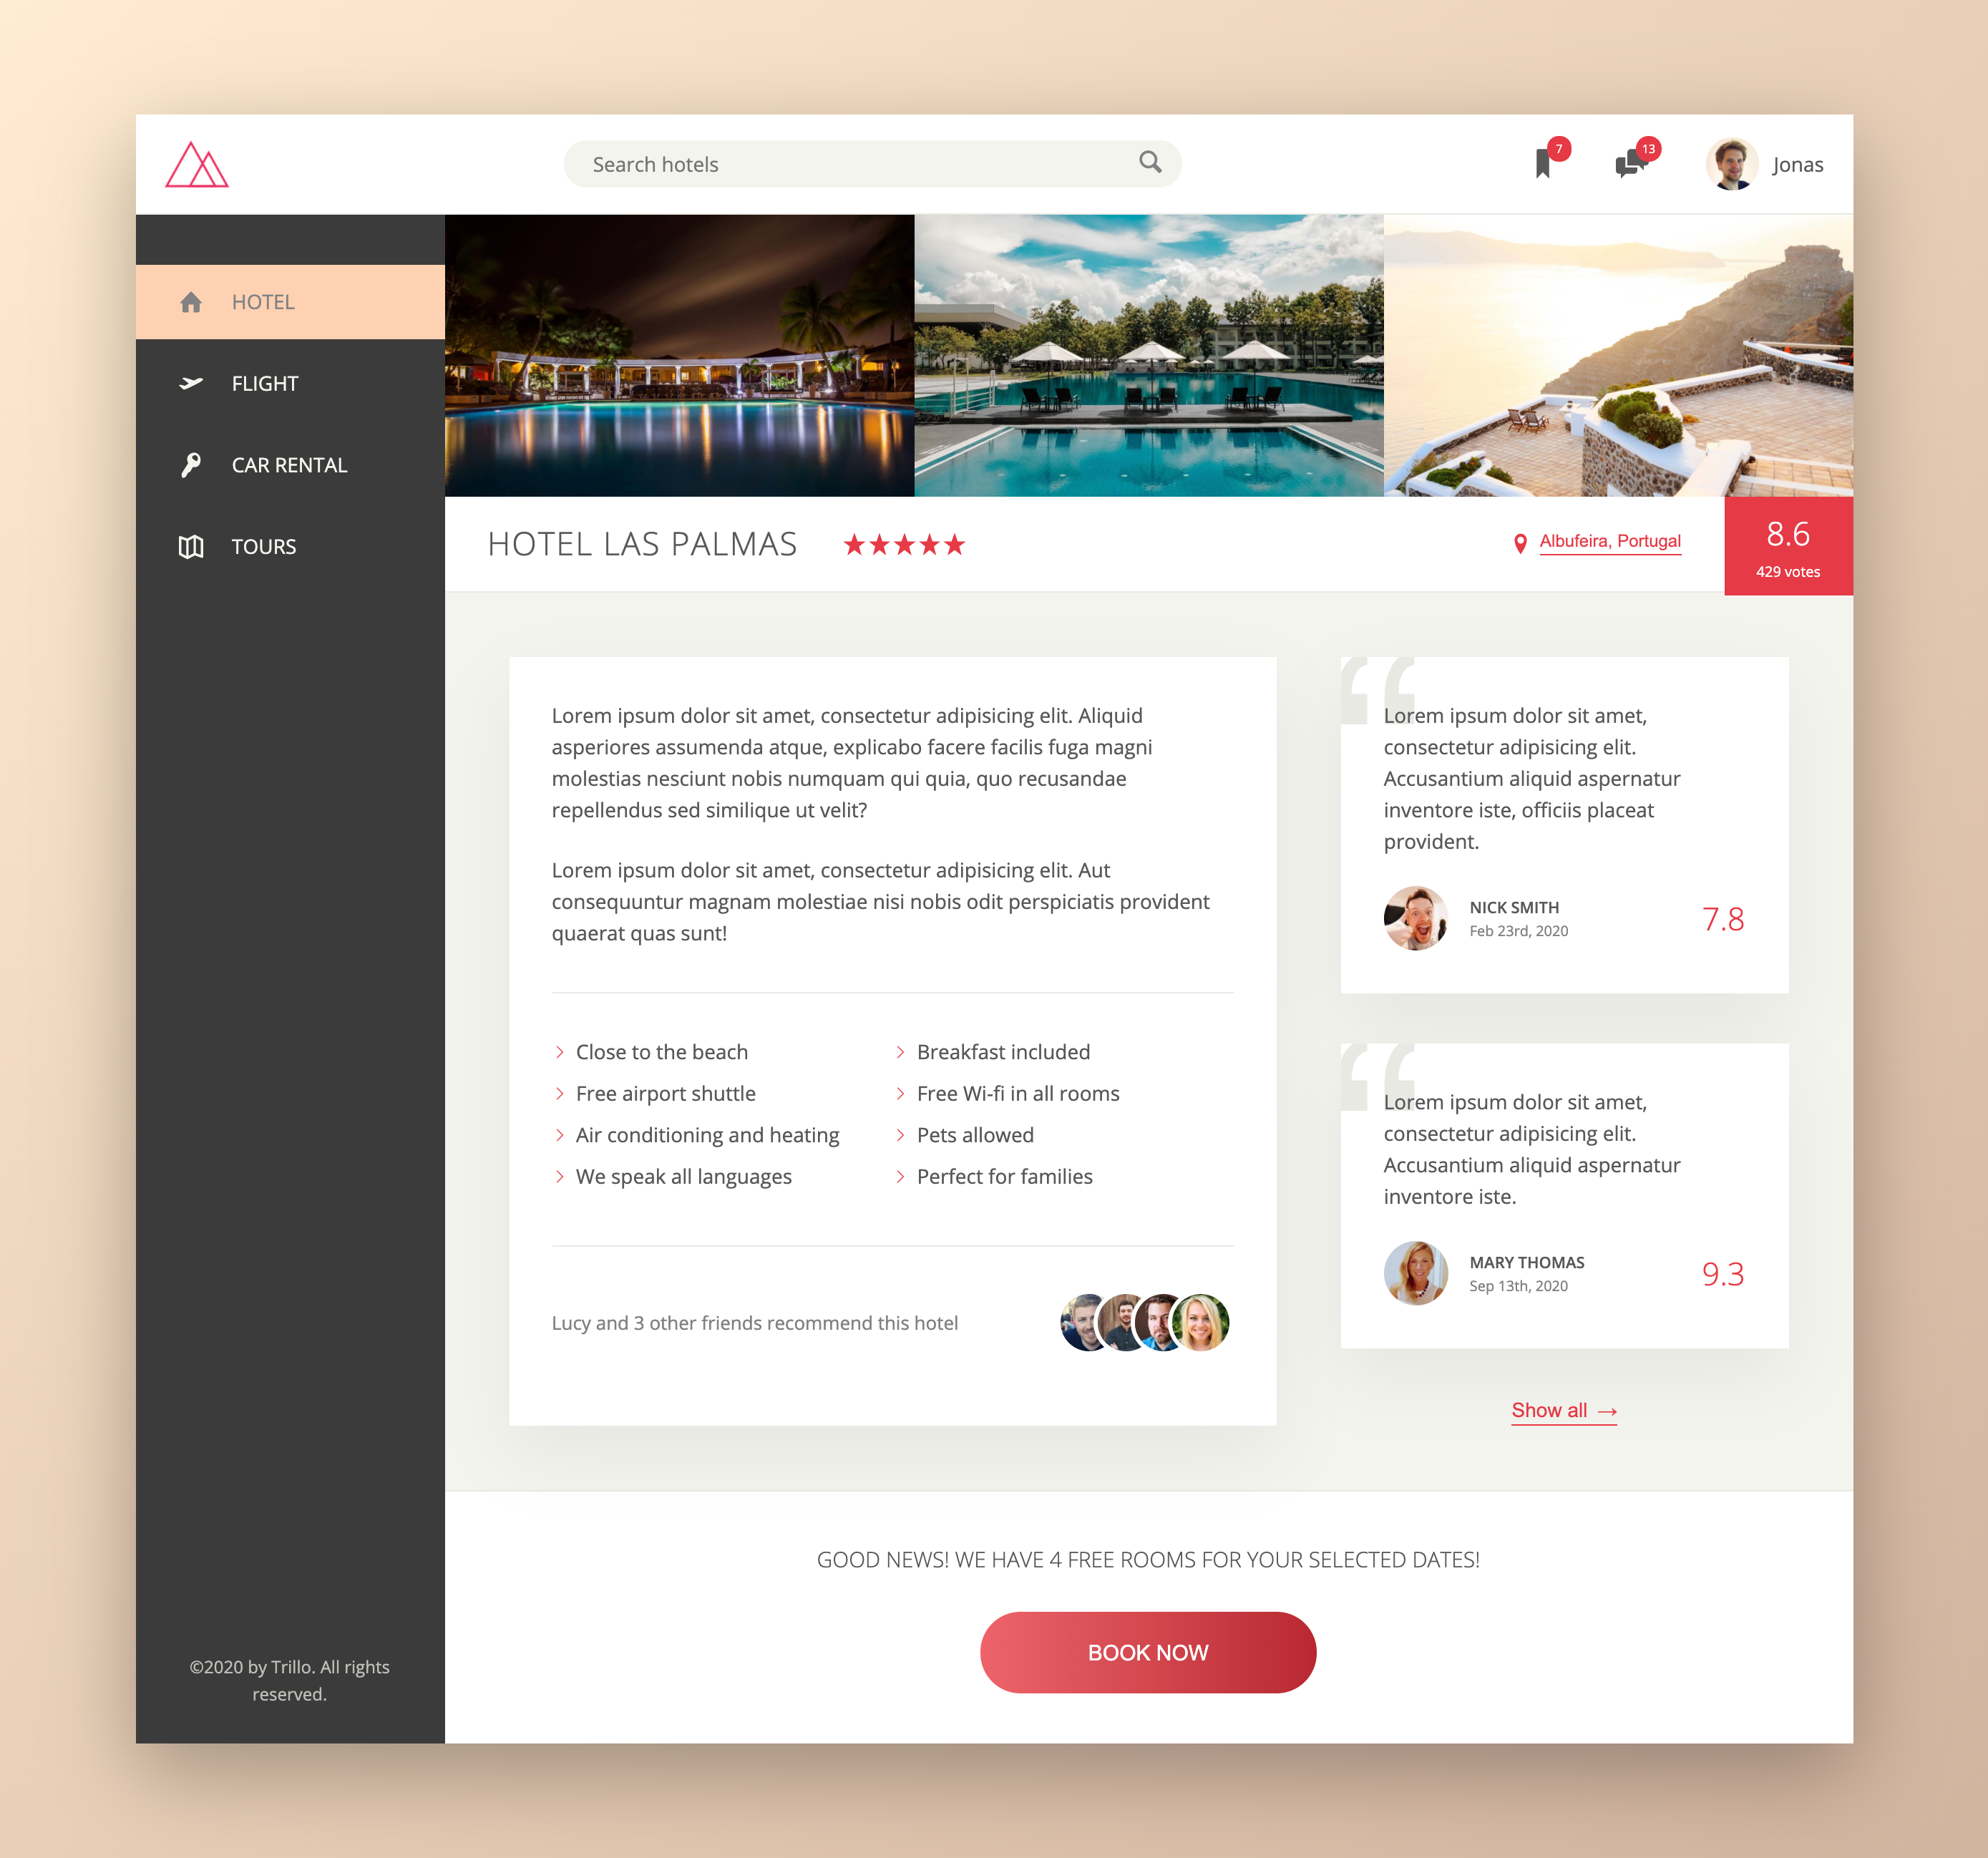 Search hotels
7
13
Jonas
HOTEL
FLIGHT
CAR RENTAL
TOURS
©2020 by Trillo. All rights
reserved.
HOTEL LAS PALMAS
Albufeira, Portugal
8.6
429 votes
Lorem ipsum dolor sit amet, consectetur adipisicing elit. Aliquid
asperiores assumenda atque, explicabo facere facilis fuga magni
molestias nesciunt nobis numquam qui quia, quo recusandae
repellendus sed similique ut velit?
Lorem ipsum dolor sit amet, consectetur adipisicing elit. Aut
consequuntur magnam molestiae nisi nobis odit perspiciatis provident
quaerat quas sunt!
Close to the beach
Breakfast included
Free airport shuttle
Free Wi-fi in all rooms
Air conditioning and heating
Pets allowed
We speak all languages
Perfect for families
Lucy and 3 other friends recommend this hotel
“
Lorem ipsum dolor sit amet,
consectetur adipisicing elit.
Accusantium aliquid aspernatur
inventore iste, officiis placeat
provident.
NICK SMITH
Feb 23rd, 2020
7.8
“
Lorem ipsum dolor sit amet,
consectetur adipisicing elit.
Accusantium aliquid aspernatur
inventore iste.
MARY THOMAS
Sep 13th, 2020
9.3
Show all →
GOOD NEWS! WE HAVE 4 FREE ROOMS FOR YOUR SELECTED DATES!
BOOK NOW